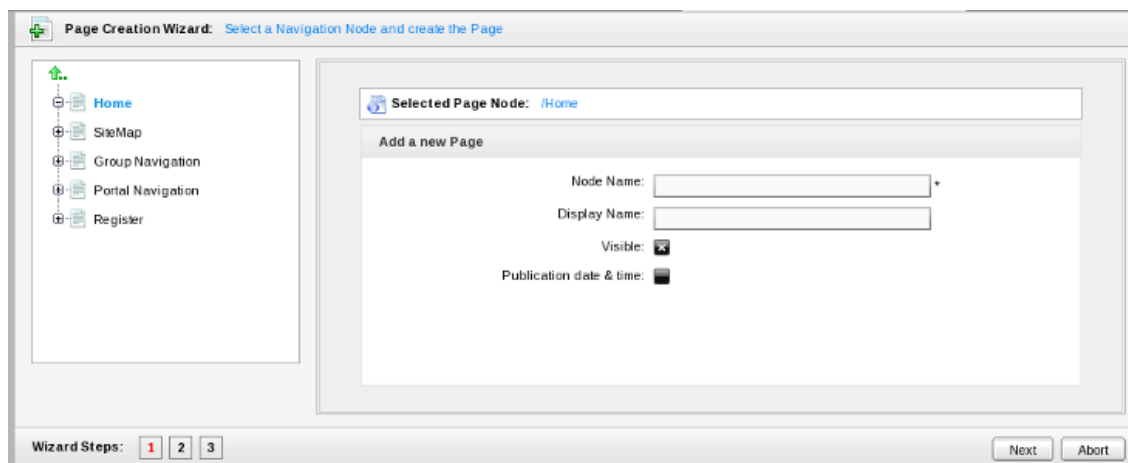 Page Creation Wizard: Select a Navigation Node and create the Page
Home
SiteMap
Group Navigation
Portal Navigation
Register
Selected Page Node: /Home
Add a new Page
Node Name: *
Display Name:
Visible:
Publication date & time:
Wizard Steps: 1 2 3
Next Abort